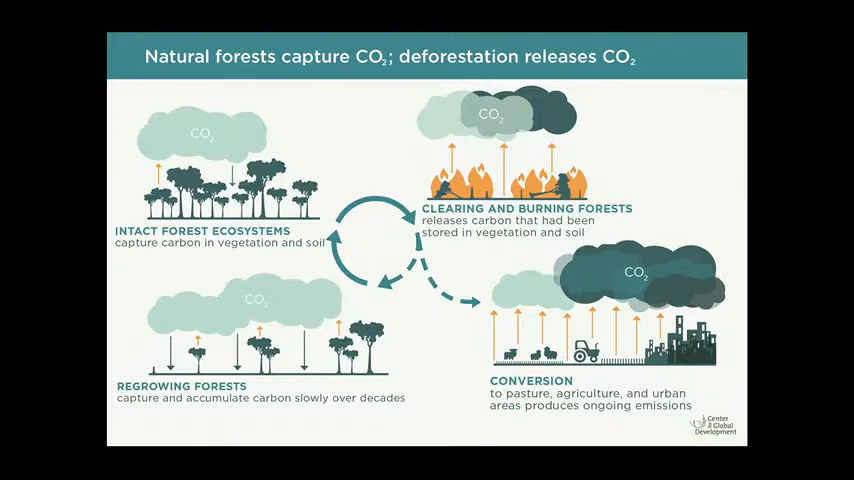 Natural forests capture CO₂; deforestation releases CO₂
CO₂
INTACT FOREST ECOSYSTEMS
capture carbon in vegetation and soil
CO₂
CLEARING AND BURNING FORESTS
releases carbon that had been
stored in vegetation and soil
CO₂
REGROWING FORESTS
capture and accumulate carbon slowly over decades
CO₂
CONVERSION
to pasture, agriculture, and urban
areas produces ongoing emissions
Center
for Global
Development